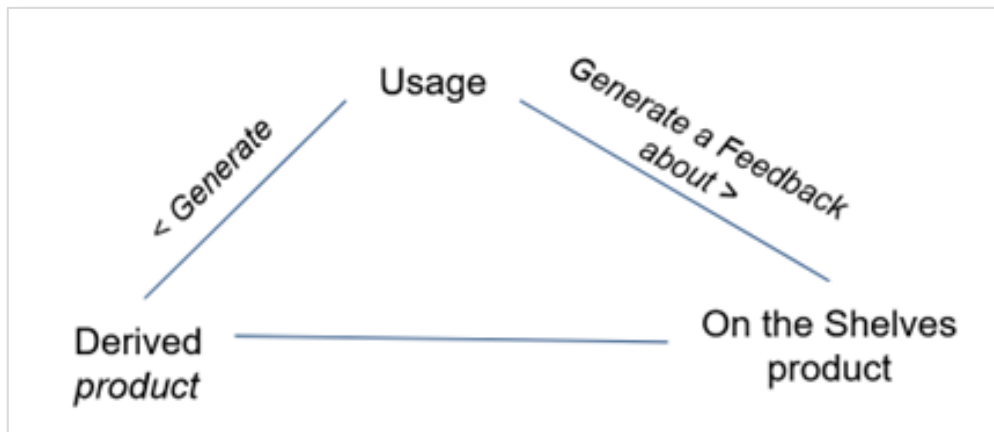 Usage
Generate a Feedback
about >
< Generate
Derived
product
On the Shelves
product